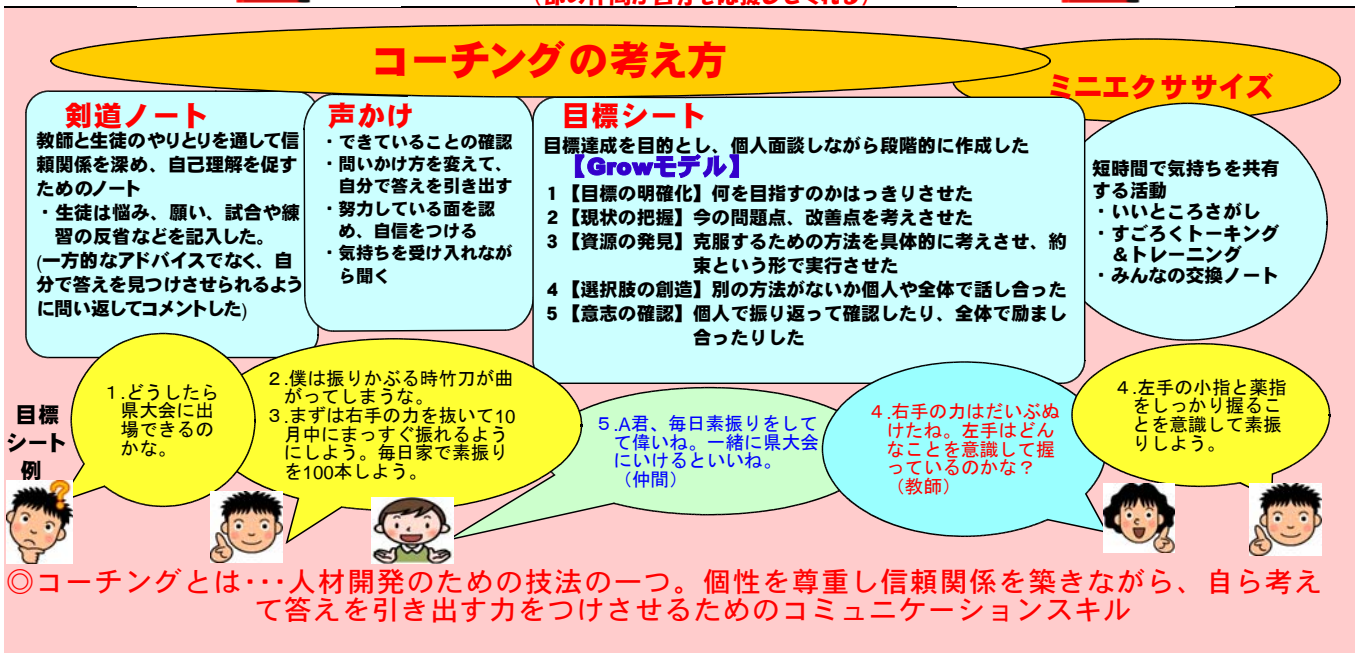 コーチングの考え方
ミニエクササイズ
剣道ノート
教師と生徒のやりとりを通して信
頼関係を深め、自己理解を促す
ためのノート
・生徒は悩み、願い、試合や練
習の反省などを記入した。
(一方的なアドバイスでなく、自
分で答えを見つけさせられるよう
に問い返してコメントした)
声かけ
・できていることの確認
・問いかけ方を変えて、
自分で答えを引き出す
・努力している面を認
め、自信をつける
・気持ちを受け入れなが
ら聞く
目標シート
目標達成を目的とし、個人面談しながら段階的に作成した
【Growモデル】
1【目標の明確化】何を目指すのかはっきりさせた
2【現状の把握】今の問題点、改善点を考えさせた
3【資源の発見】克服するための方法を具体的に考えさせ、約
束という形で実行させた
4【選択肢の創造】別の方法がないか個人や全体で話し合った
5【意志の確認】個人で振り返って確認したり、全体で励まし
合ったりした
短時間で気持ちを共有
する活動
・いいところさがし
・すごろくトーキング
＆トレーニング
・みんなの交換ノート
目標
シート
例
１.どうしたら
県大会に出
場できるの
かな。
２.僕は振りかぶる時竹刀が曲
がってしまうな。
３.まずは右手の力を抜いて10
月中にまっすぐ振れるよう
にしよう。毎日家で素振り
を100本しよう。
５.A君、毎日素振りをして
て偉いね。一緒に県大会
にいけるといいね。
（仲間）
４.右手の力はだいぶぬ
けたね。左手はどん
なことを意識して握
っているのかな？
（教師）
４.左手の小指と薬指
をしっかり握るこ
とを意識して素振
りしよう。
◎コーチングとは･･･人材開発のための技法の一つ。個性を尊重し信頼関係を築きながら、自ら考え
て答えを引き出す力をつけさせるためのコミュニケーションスキル